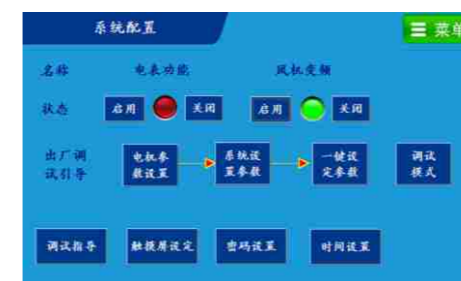 系统配置 菜单
名称 电表功能 风机变频
状态 启用 关闭 启用 关闭
出厂调 电机参 系统设 一键设 调试
试引导 数设置 置参数 定参数 模式
调试指导 触摸屏设定 密码设置 时间设置